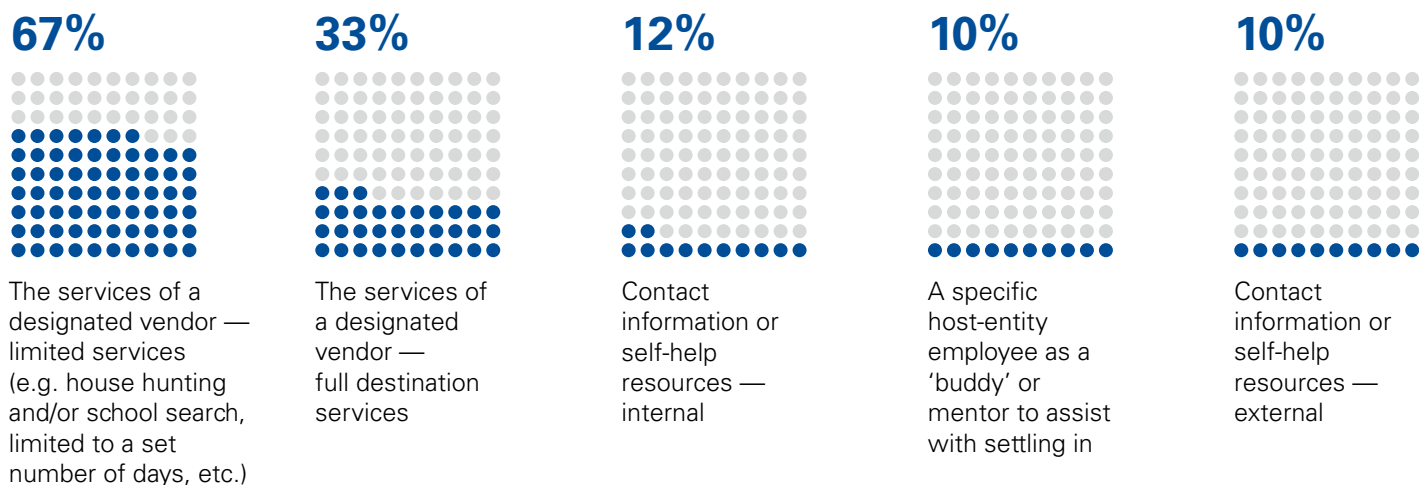 67%
The services of a
designated vendor —
limited services
(e.g. house hunting
and/or school search,
limited to a set
number of days, etc.)
33%
The services of
a designated
vendor —
full destination
services
12%
Contact
information or
self-help
resources —
internal
10%
A specific
host-entity
employee as a
‘buddy’ or
mentor to assist
with settling in
10%
Contact
information or
self-help
resources —
external